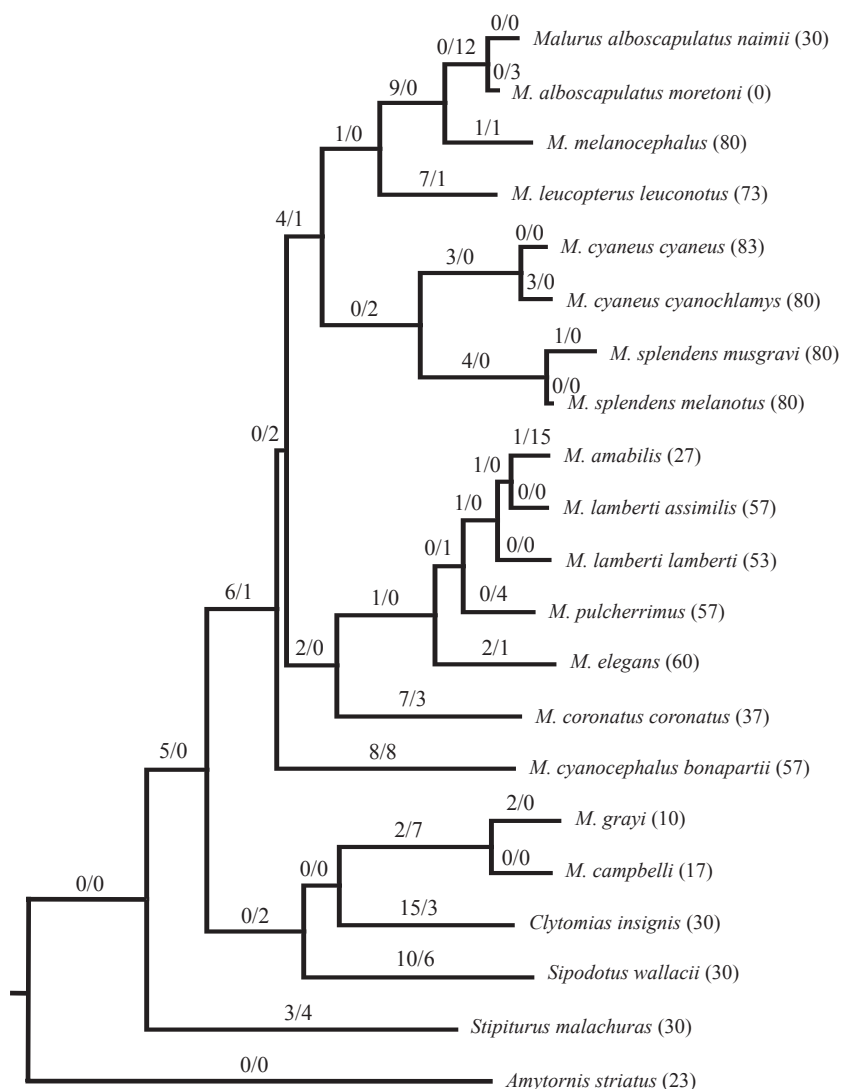 0/0
0/12
Malurus alboscapulatus naimii (30)
0/3
9/0
M. alboscapulatus moretoni (0)
1/1
1/0
M. melanocephalus (80)
7/1
M. leucopterus leuconotus (73)
4/1
0/0
3/0
M. cyaneus cyaneus (83)
3/0
0/2
M. cyaneus cyanochlamys (80)
1/0
4/0
M. splendens musgravi (80)
0/0
M. splendens melanotus (80)
0/2
1/15
1/0
M. amabilis (27)
0/0
1/0
M. lamberti assimilis (57)
0/1
0/0
M. lamberti lamberti (53)
6/1
1/0
0/4
M. pulcherrimus (57)
2/0
2/1
M. elegans (60)
7/3
M. coronatus coronatus (37)
5/0
8/8
M. cyanocephalus bonapartii (57)
2/0
2/7
M. grayi (10)
0/0
0/0
M. campbelli (17)
0/0
0/2
15/3
Clytomias insignis (30)
10/6
Sipodotus wallacii (30)
3/4
Stipiturus malachuras (30)
0/0
Amytornis striatus (23)